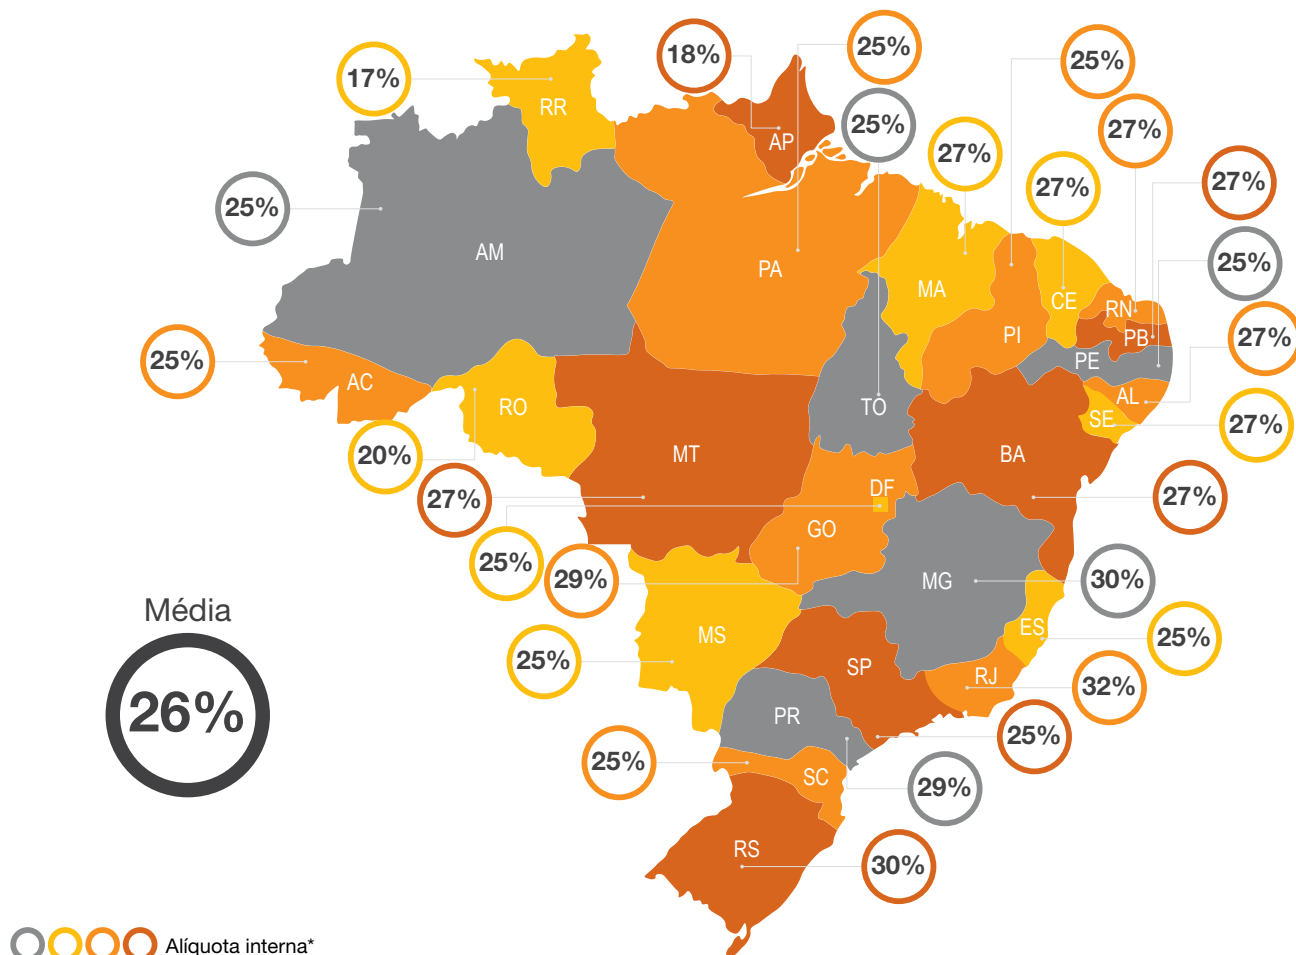 25%
18%
25%
17%
RR
27%
AP
25%
27%
27%
27%
25%
AM
25%
PA
MA
CE
RN
PI
PB
27%
25%
PE
AC
AL
RO
TO
SE
27%
MT
BA
20%
DF
27%
27%
GO
25%
29%
MG
30%
Média
ES
MS
25%
25%
SP
RJ
32%
26%
PR
25%
25%
SC
29%
RS
30%
Alíquota interna*